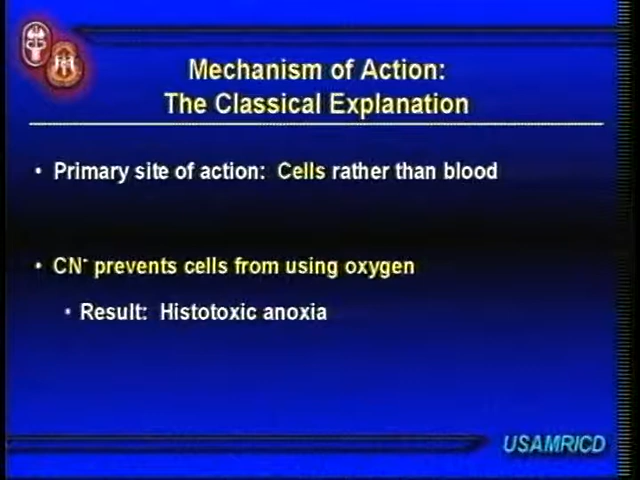 Mechanism of Action:
The Classical Explanation
• Primary site of action: Cells rather than blood
• CN⁻ prevents cells from using oxygen
• Result: Histotoxic anoxia
USAMRICD